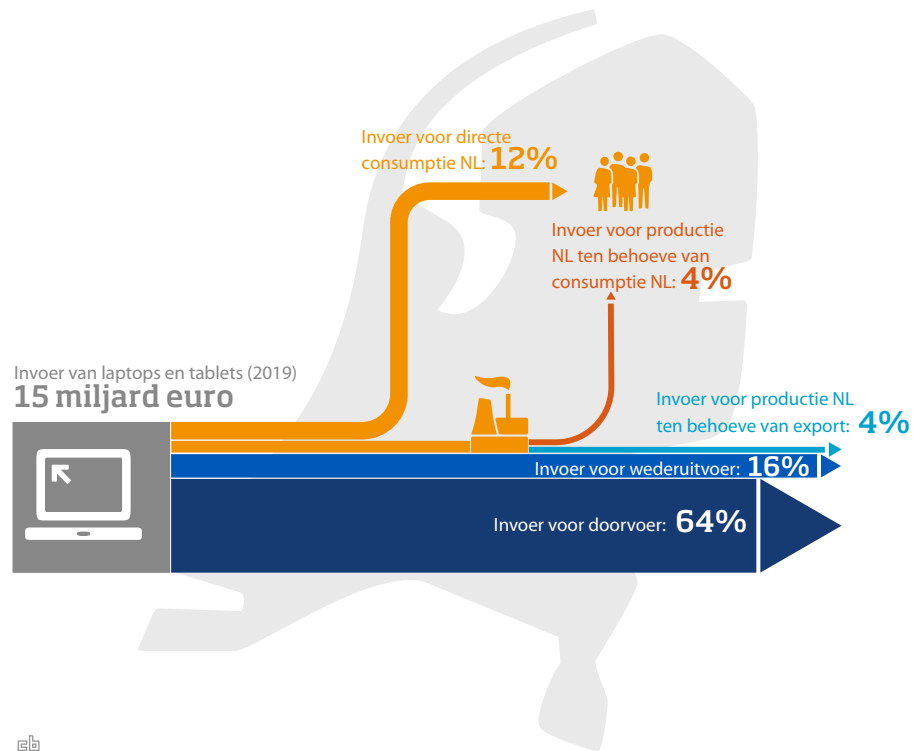 Invoer voor directe
consumptie NL: 12%
Invoer voor productie
NL ten behoeve van
consumptie NL: 4%
Invoer van laptops en tablets (2019)
15 miljard euro
Invoer voor productie NL
ten behoeve van export: 4%
Invoer voor wederuitvoer: 16%
Invoer voor doorvoer: 64%
cb